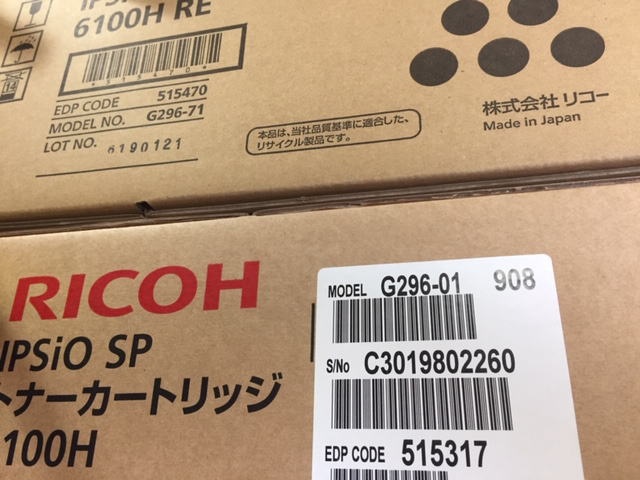 IPSiO
6100H RE
*515470*
EDP CODE 515470
MODEL NO. G296-71
LOT NO. 6190121
本品は、当社品質基準に適合した、
リサイクル製品です。
株式会社 リコー
Made in Japan
RICOH
IPSiO SP
トナーカートリッジ
100H
MODEL G296-01 908
S/No C3019802260
EDP CODE 515317